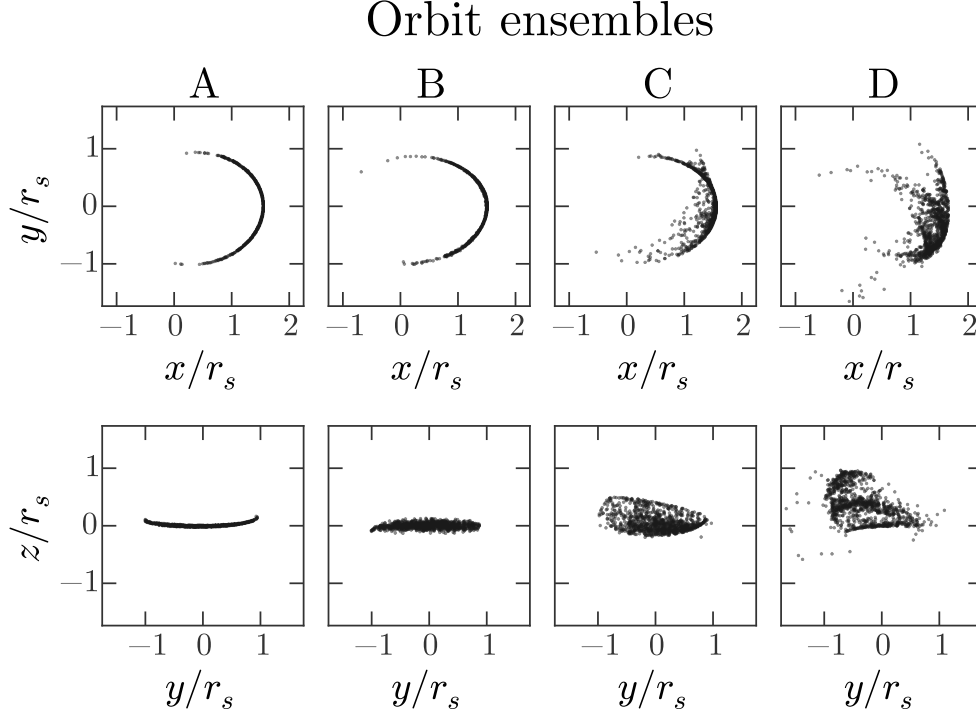 Orbit ensembles
A B C D
1
0
−1
y/r_s
−1 0 1 2 −1 0 1 2 −1 0 1 2 −1 0 1 2
x/r_s x/r_s x/r_s x/r_s
1
0
−1
z/r_s
−1 0 1 −1 0 1 −1 0 1 −1 0 1
y/r_s y/r_s y/r_s y/r_s